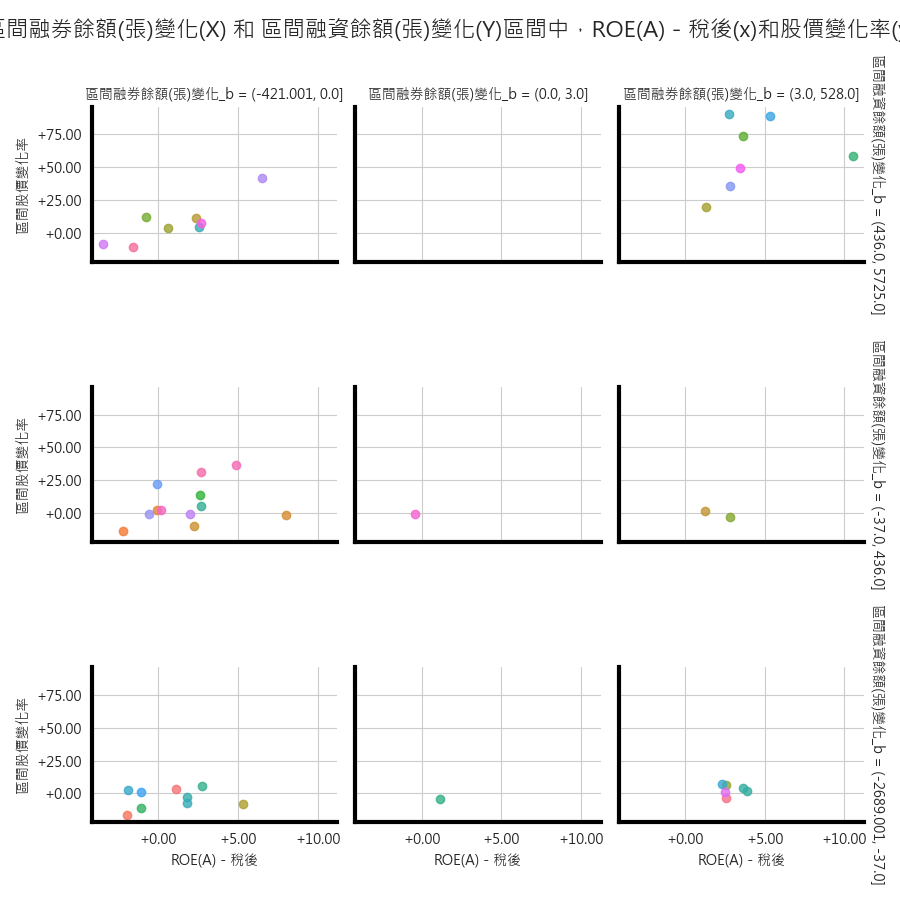 區間融券餘額(張)變化(X) 和 區間融資餘額(張)變化(Y)區間中，ROE(A) - 稅後(x)和股價變化率(y
區間融券餘額(張)變化_b = (-421.001, 0.0]
區間融券餘額(張)變化_b = (0.0, 3.0]
區間融券餘額(張)變化_b = (3.0, 528.0]
區間融資餘額(張)變化_b = (436.0, 5725.0]
區間股價變化率
+75.00
+50.00
+25.00
+0.00
區間融資餘額(張)變化_b = (-37.0, 436.0]
區間股價變化率
+75.00
+50.00
+25.00
+0.00
區間融資餘額(張)變化_b = (-2689.001, -37.0]
區間股價變化率
+75.00
+50.00
+25.00
+0.00
+0.00 +5.00 +10.00
+0.00 +5.00 +10.00
+0.00 +5.00 +10.00
ROE(A) - 稅後
ROE(A) - 稅後
ROE(A) - 稅後